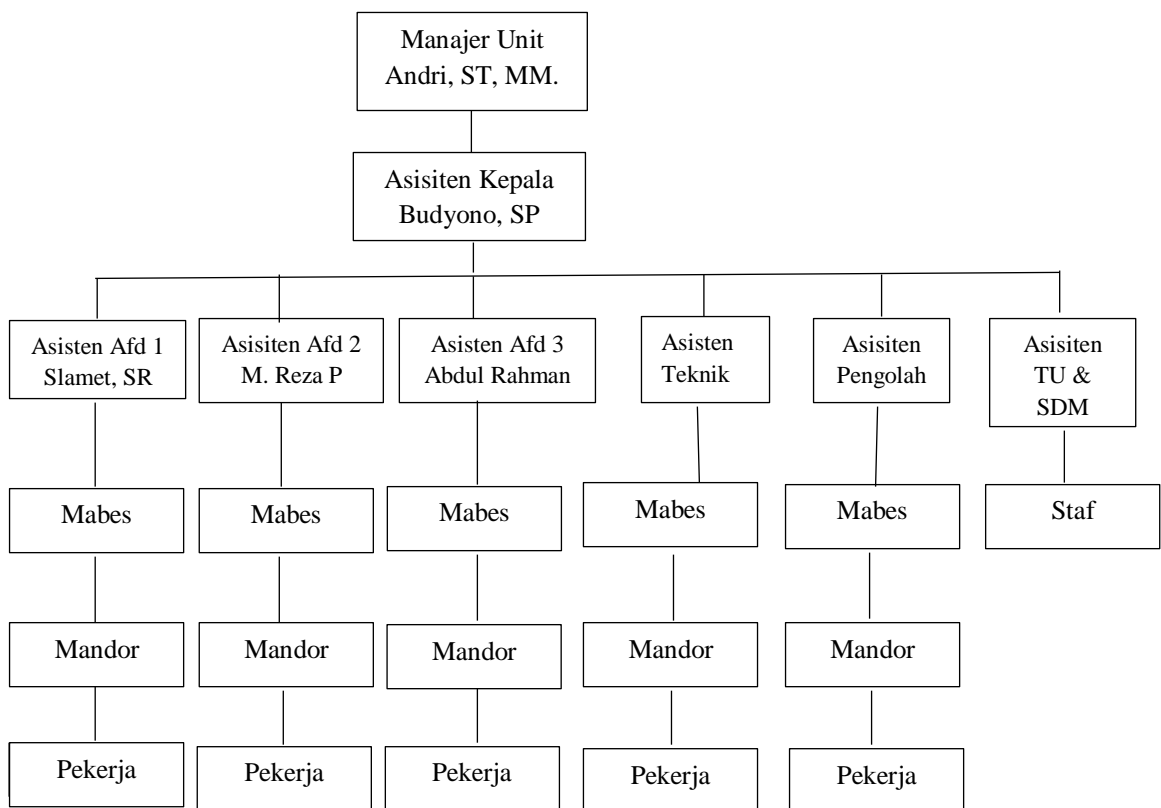 Manajer Unit
Andri, ST, MM.
Asisiten Kepala
Budyono, SP
Asisten Afd 1
Slamet, SR
Asisiten Afd 2
M. Reza P
Asisten Afd 3
Abdul Rahman
Asisten
Teknik
Asisiten
Pengolah
Asisiten
TU &
SDM
Mabes
Mabes
Mabes
Mabes
Mabes
Staf
Mandor
Mandor
Mandor
Mandor
Mandor
Pekerja
Pekerja
Pekerja
Pekerja
Pekerja